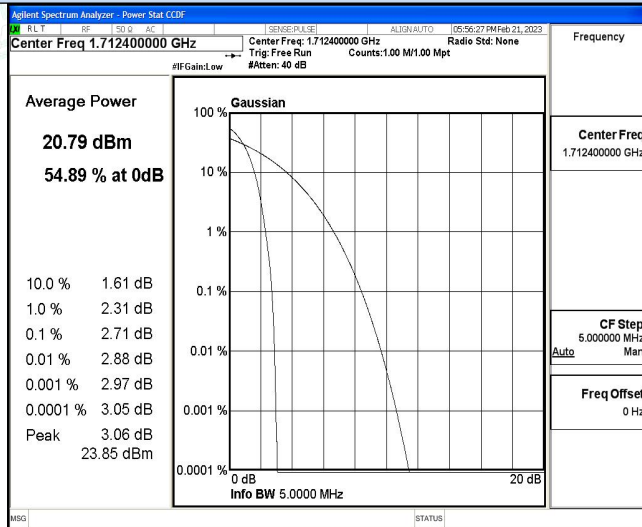 Agilent Spectrum Analyzer - Power Stat CCDF
LXI RLT RF 50 Ω AC SENSE:PULSE ALIGN AUTO 05:56:27 PM Feb 21, 2023
Center Freq 1.712400000 GHz
Center Freq: 1.712400000 GHz Radio Std: None
Trig: Free Run Counts:1.00 M/1.00 Mpt
#IFGain:Low #Atten: 40 dB
Frequency
Average Power
20.79 dBm
54.89 % at 0dB
10.0 % 1.61 dB
1.0 % 2.31 dB
0.1 % 2.71 dB
0.01 % 2.88 dB
0.001 % 2.97 dB
0.0001 % 3.05 dB
Peak 3.06 dB
23.85 dBm
Gaussian
100 %
10 %
1 %
0.1 %
0.01 %
0.001 %
0.0001 %
0 dB 20 dB
Info BW 5.0000 MHz
Center Freq
1.712400000 GHz
CF Step
5.000000 MHz
Auto Man
Freq Offset
0 Hz
MSG STATUS